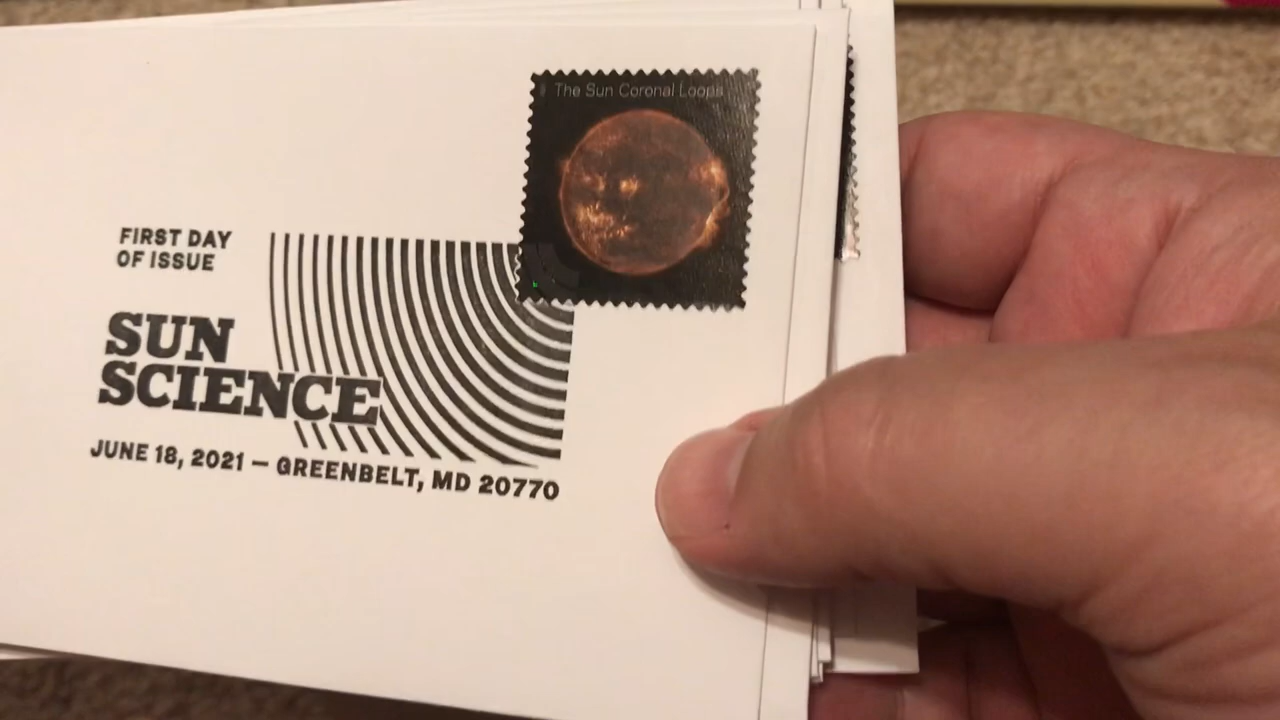 The Sun Coronal Loops
FIRST DAY
OF ISSUE
SUN
SCIENCE
JUNE 18, 2021 – GREENBELT, MD 20770